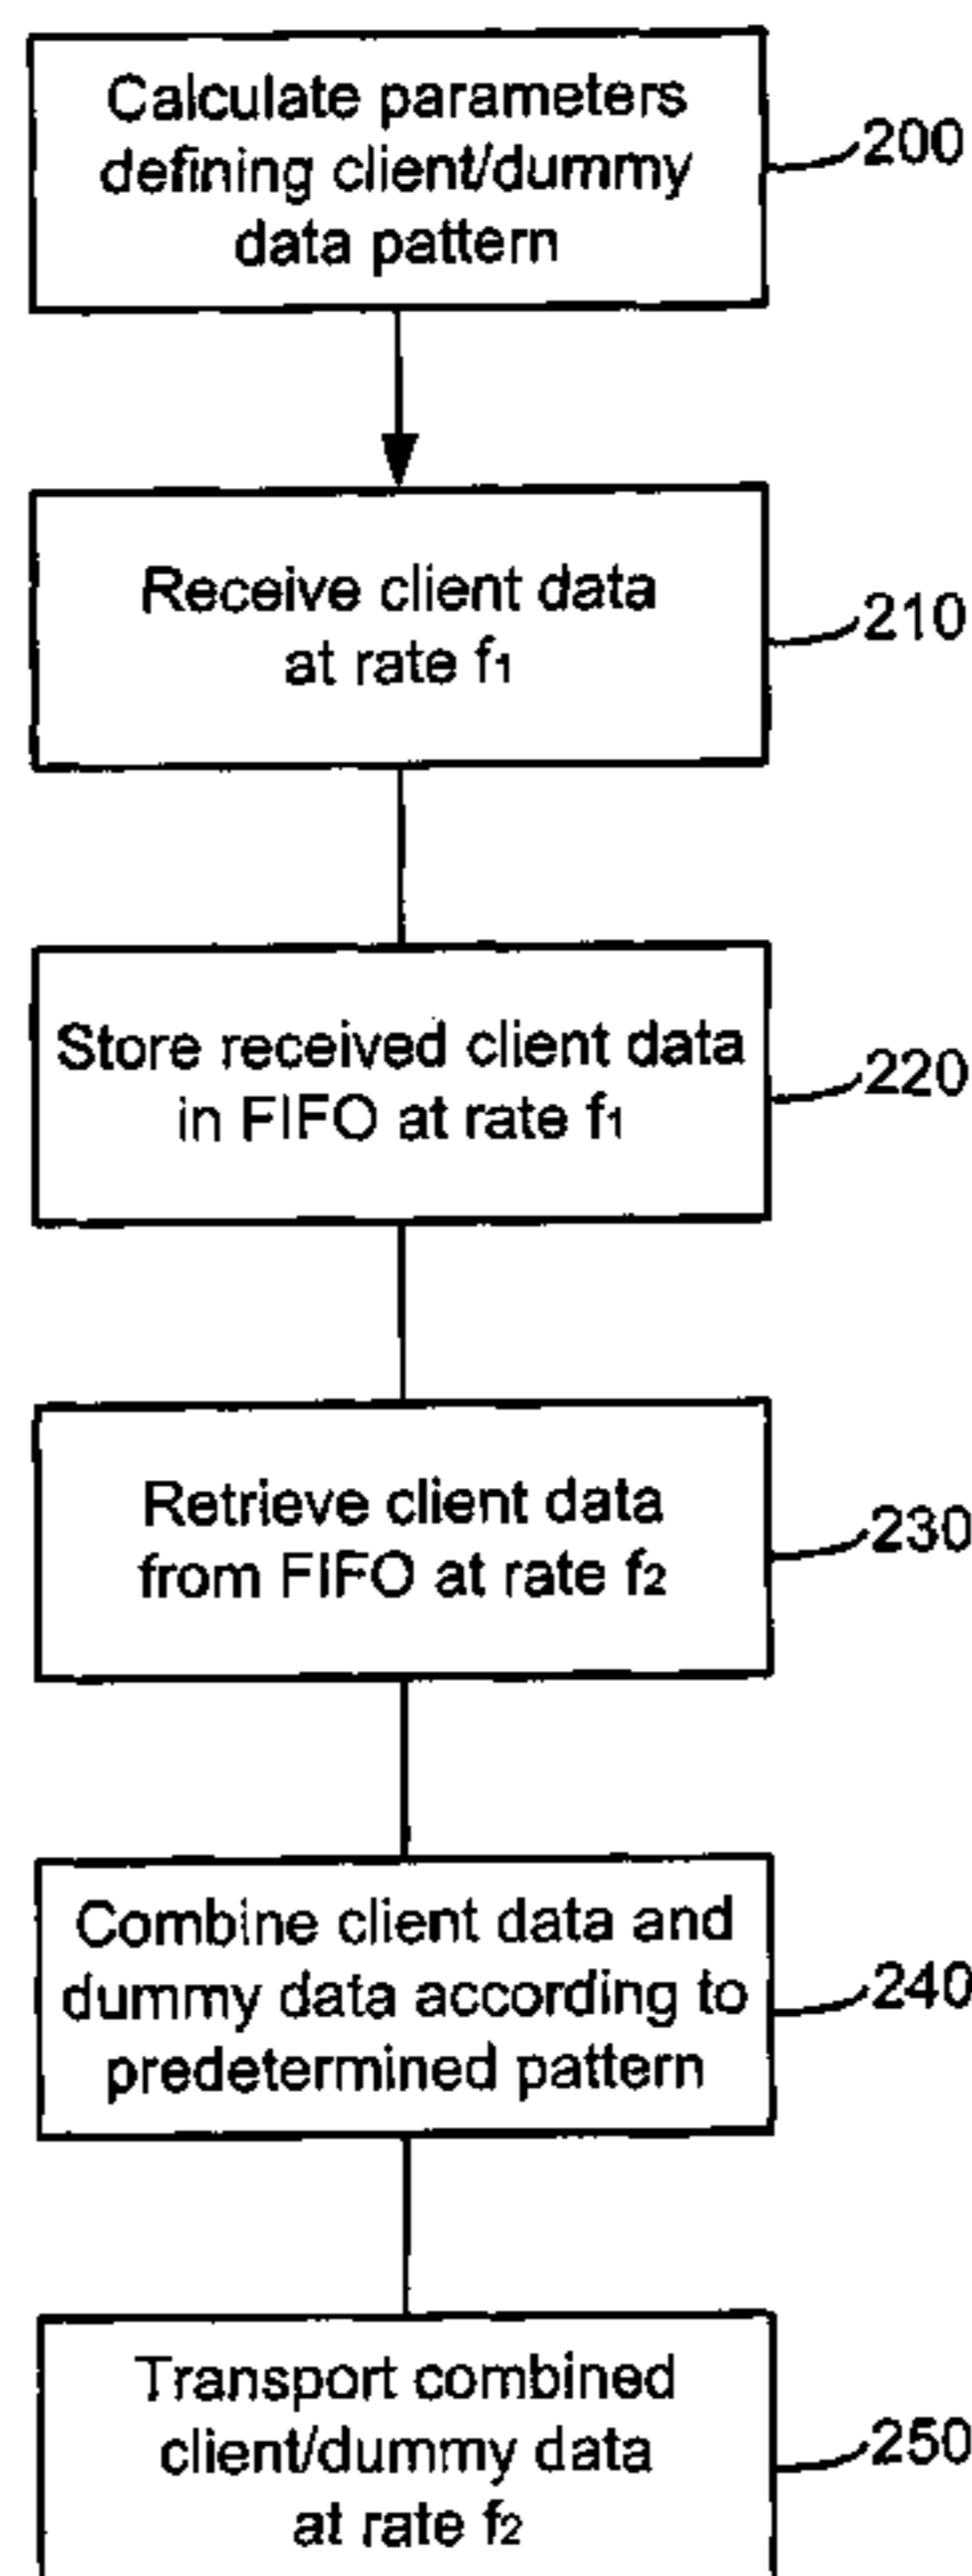 Calculate parameters
defining client/dummy
data pattern
200
Receive client data
at rate f₁
210
Store received client data
in FIFO at rate f₁
220
Retrieve client data
from FIFO at rate f₂
230
Combine client data and
dummy data according to
predetermined pattern
240
Transport combined
client/dummy data
at rate f₂
250